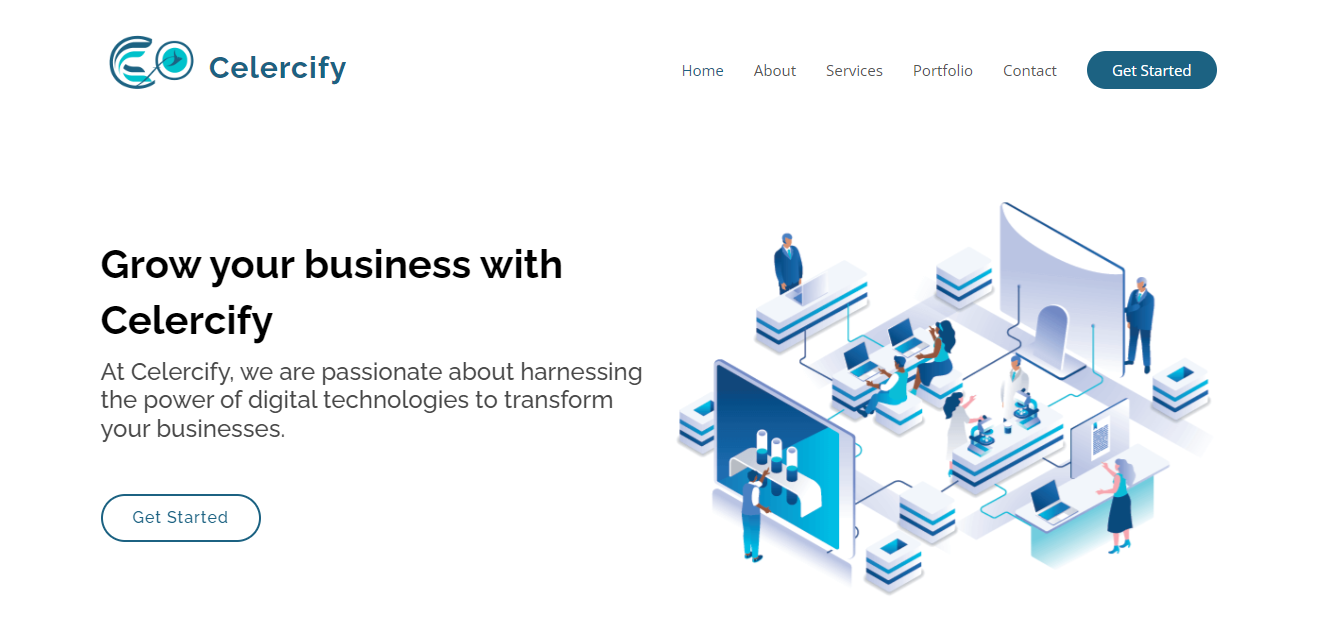 Celercify
Home About Services Portfolio Contact Get Started
Grow your business with
Celercify
At Celercify, we are passionate about harnessing
the power of digital technologies to transform
your businesses.
Get Started